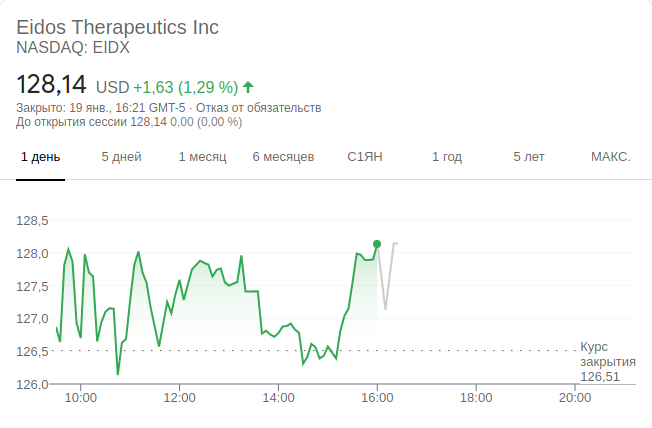 Eidos Therapeutics Inc
NASDAQ: EIDX
128,14 USD +1,63 (1,29 %)
Закрыто: 19 янв., 16:21 GMT-5 · Отказ от обязательств
До открытия сессии 128,14 0,00 (0,00 %)
1 день 5 дней 1 месяц 6 месяцев С1ЯН 1 год 5 лет МАКС.
128,5
128,0
127,5
127,0
126,5
Курс
закрытия
126,51
126,0
10:00 12:00 14:00 16:00 18:00 20:00